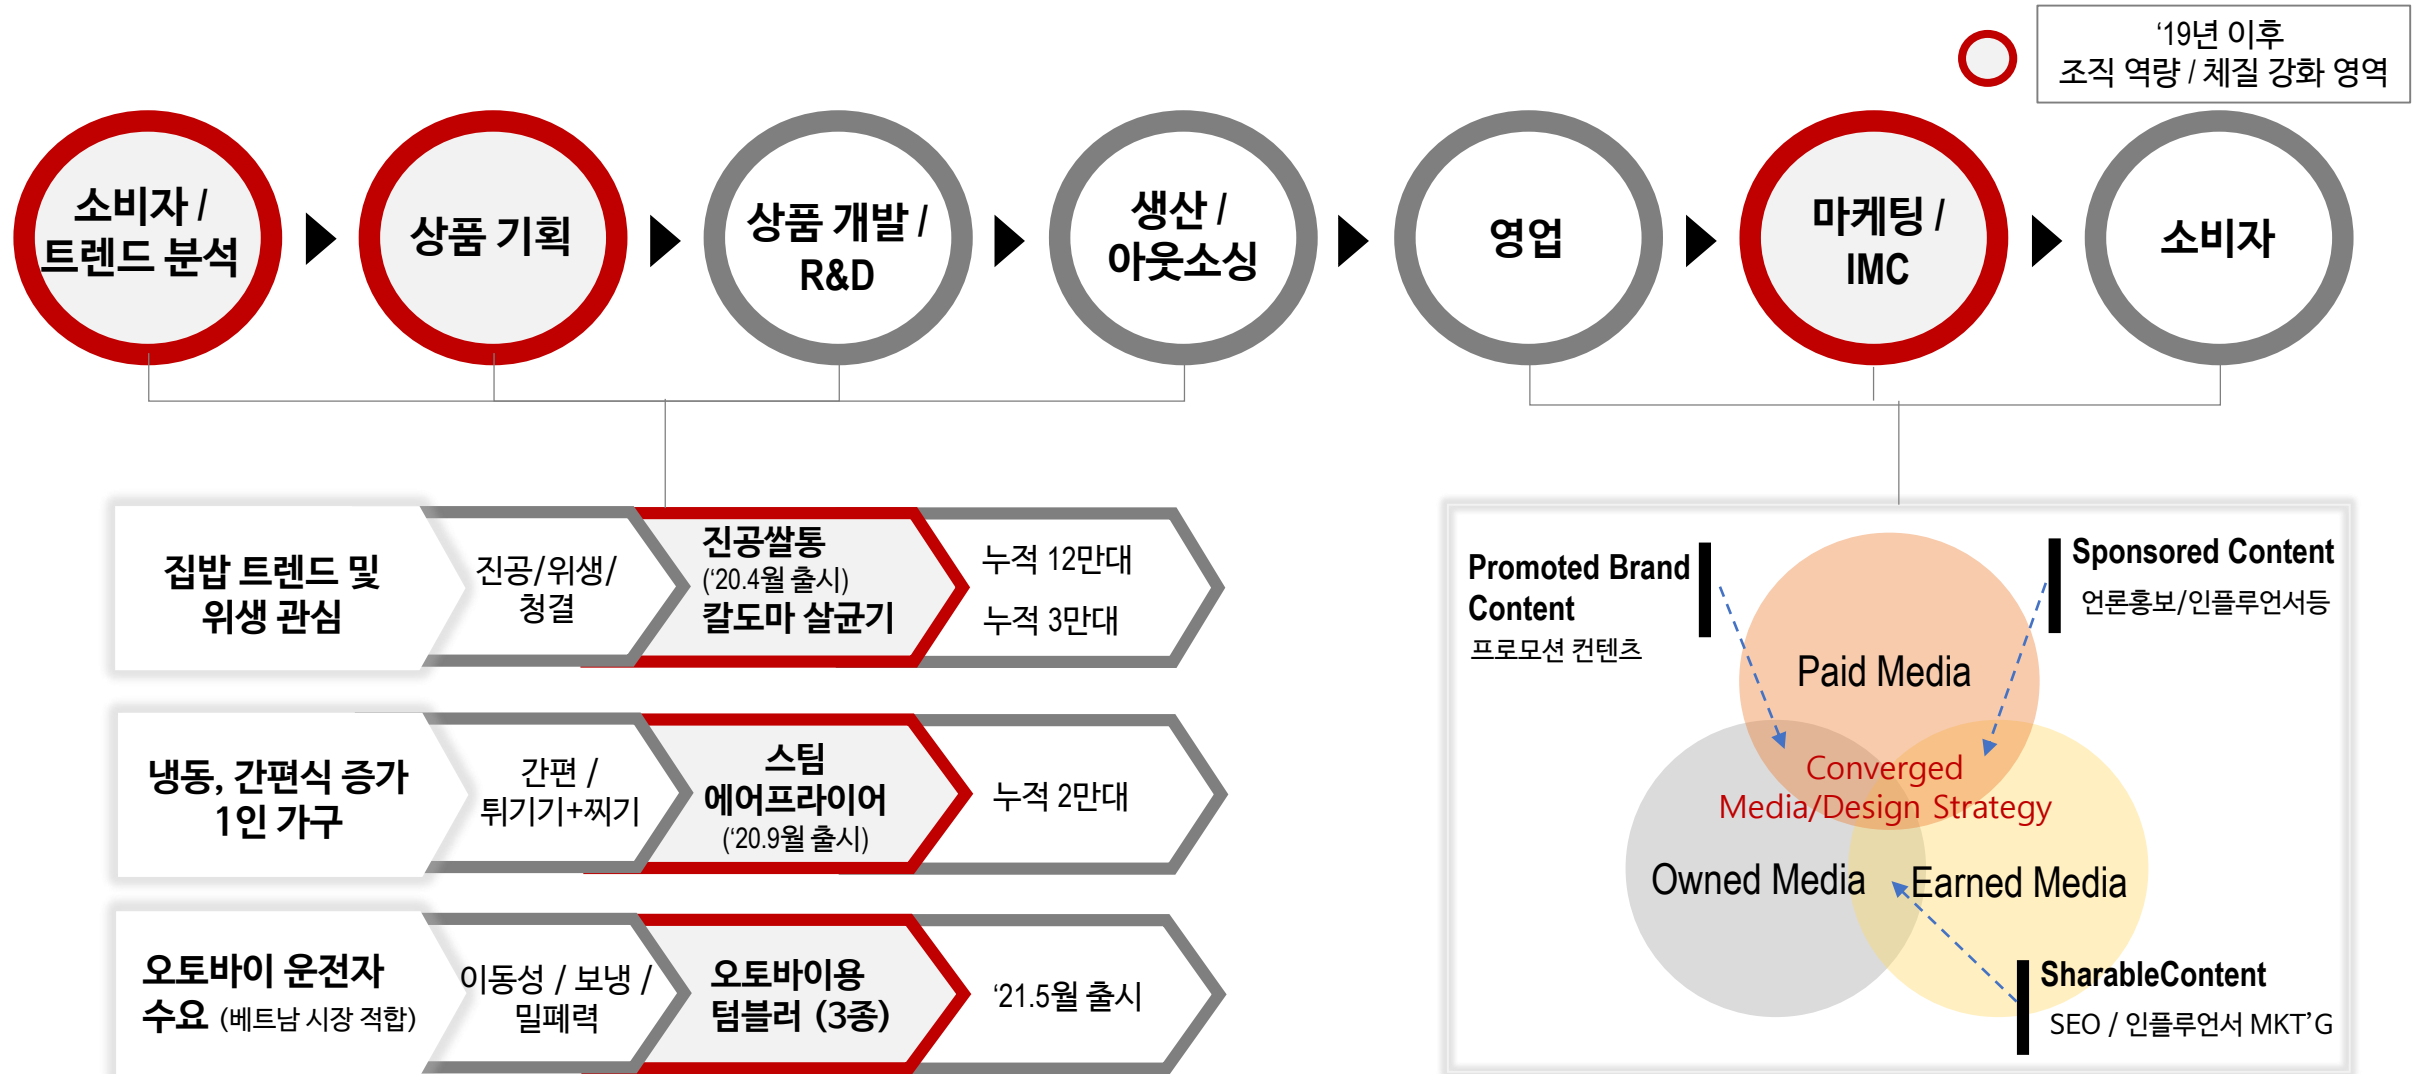 ‘19년 이후
조직 역량 / 체질 강화 영역
소비자 /
트렌드 분석
상품 기획
상품 개발 /
R&D
생산 /
아웃소싱
영업
마케팅 /
IMC
소비자
집밥 트렌드 및
위생 관심
진공/위생/
청결
진공쌀통
(‘20.4월 출시)
칼도마 살균기
누적 12만대
누적 3만대
냉동, 간편식 증가
1인 가구
간편 /
튀기기+찌기
스팀
에어프라이어
(‘20.9월 출시)
누적 2만대
오토바이 운전자
수요 (베트남 시장 적합)
이동성 / 보냉 /
밀폐력
오토바이용
텀블러 (3종)
‘21.5월 출시
Promoted Brand
Content
프로모션 컨텐츠
Sponsored Content
언론홍보/인플루언서등
Paid Media
Converged
Media/Design Strategy
Owned Media
Earned Media
SharableContent
SEO / 인플루언서 MKT’G